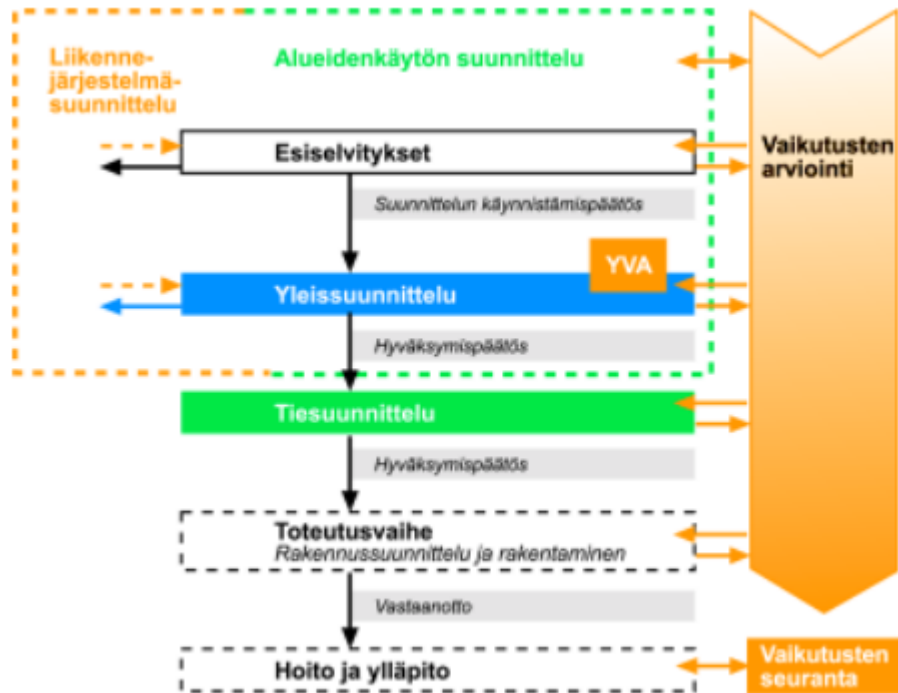 Liikenne-
järjestelmä-
suunnittelu
Alueidenkäytön suunnittelu
Esiselvitykset
Vaikutusten
arviointi
Suunnittelun käynnistämispäätös
YVA
Yleissuunnittelu
Hyväksymispäätös
Tiesuunnittelu
Hyväksymispäätös
Toteutusvaihe
Rakennussuunnittelu ja rakentaminen
Vastaanotto
Hoito ja ylläpito
Vaikutusten
seuranta